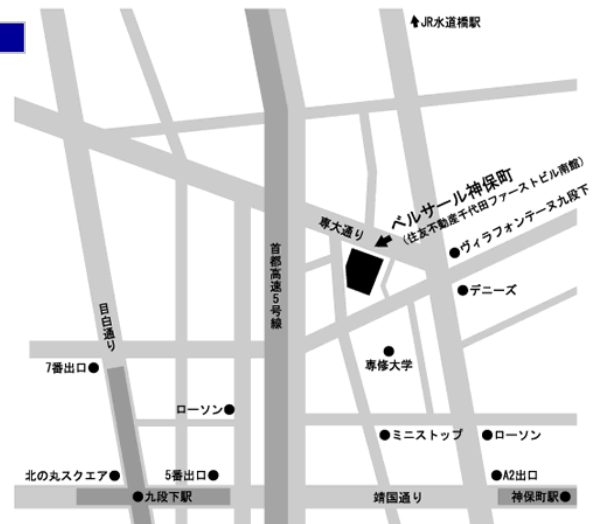 JR水道橋駅
ベルサール神保町
(住友不動産千代田ファーストビル南館)
専大通り
ヴィラフォンテーヌ九段下
首都高速5号線
デニーズ
目白通り
専修大学
7番出口
ローソン
ミニストップ
ローソン
北の丸スクエア
5番出口
A2出口
九段下駅
靖国通り
神保町駅